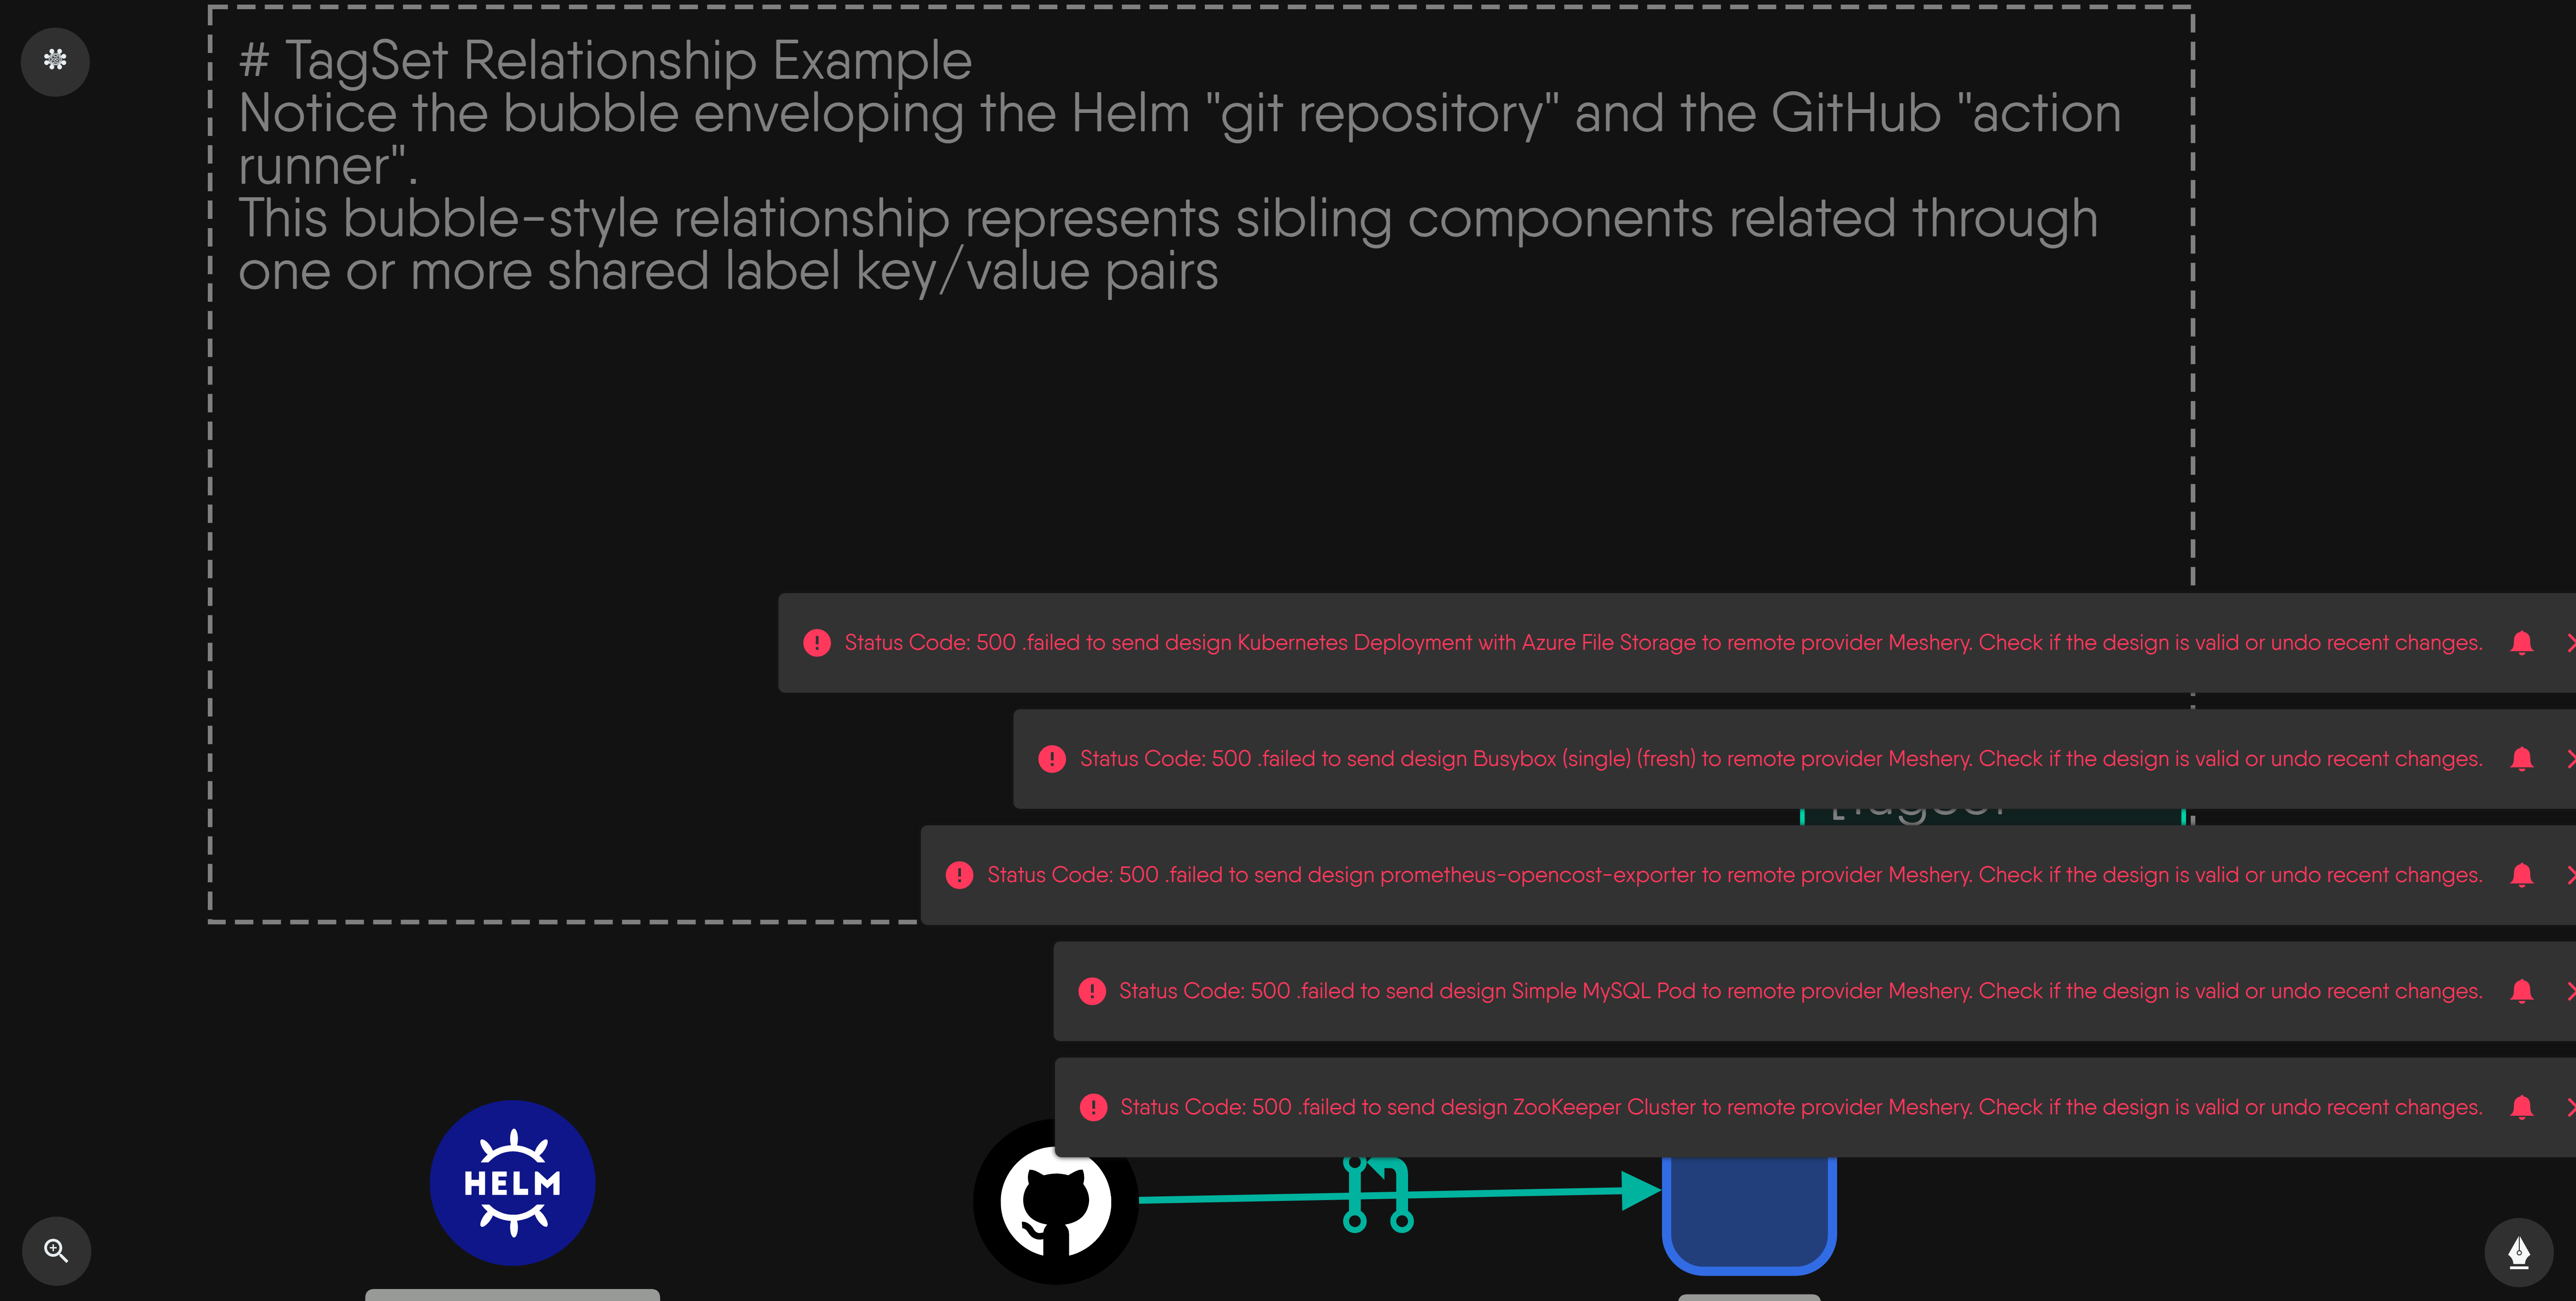 # TagSet Relationship Example
Notice the bubble enveloping the Helm "git repository" and the GitHub "action
runner".
This bubble-style relationship represents sibling components related through
one or more shared label key/value pairs
Status Code: 500 .failed to send design Kubernetes Deployment with Azure File Storage to remote provider Meshery. Check if the design is valid or undo recent changes.
Status Code: 500 .failed to send design Busybox (single) (fresh) to remote provider Meshery. Check if the design is valid or undo recent changes.
Status Code: 500 .failed to send design prometheus-opencost-exporter to remote provider Meshery. Check if the design is valid or undo recent changes.
Status Code: 500 .failed to send design Simple MySQL Pod to remote provider Meshery. Check if the design is valid or undo recent changes.
Status Code: 500 .failed to send design ZooKeeper Cluster to remote provider Meshery. Check if the design is valid or undo recent changes.
HELM